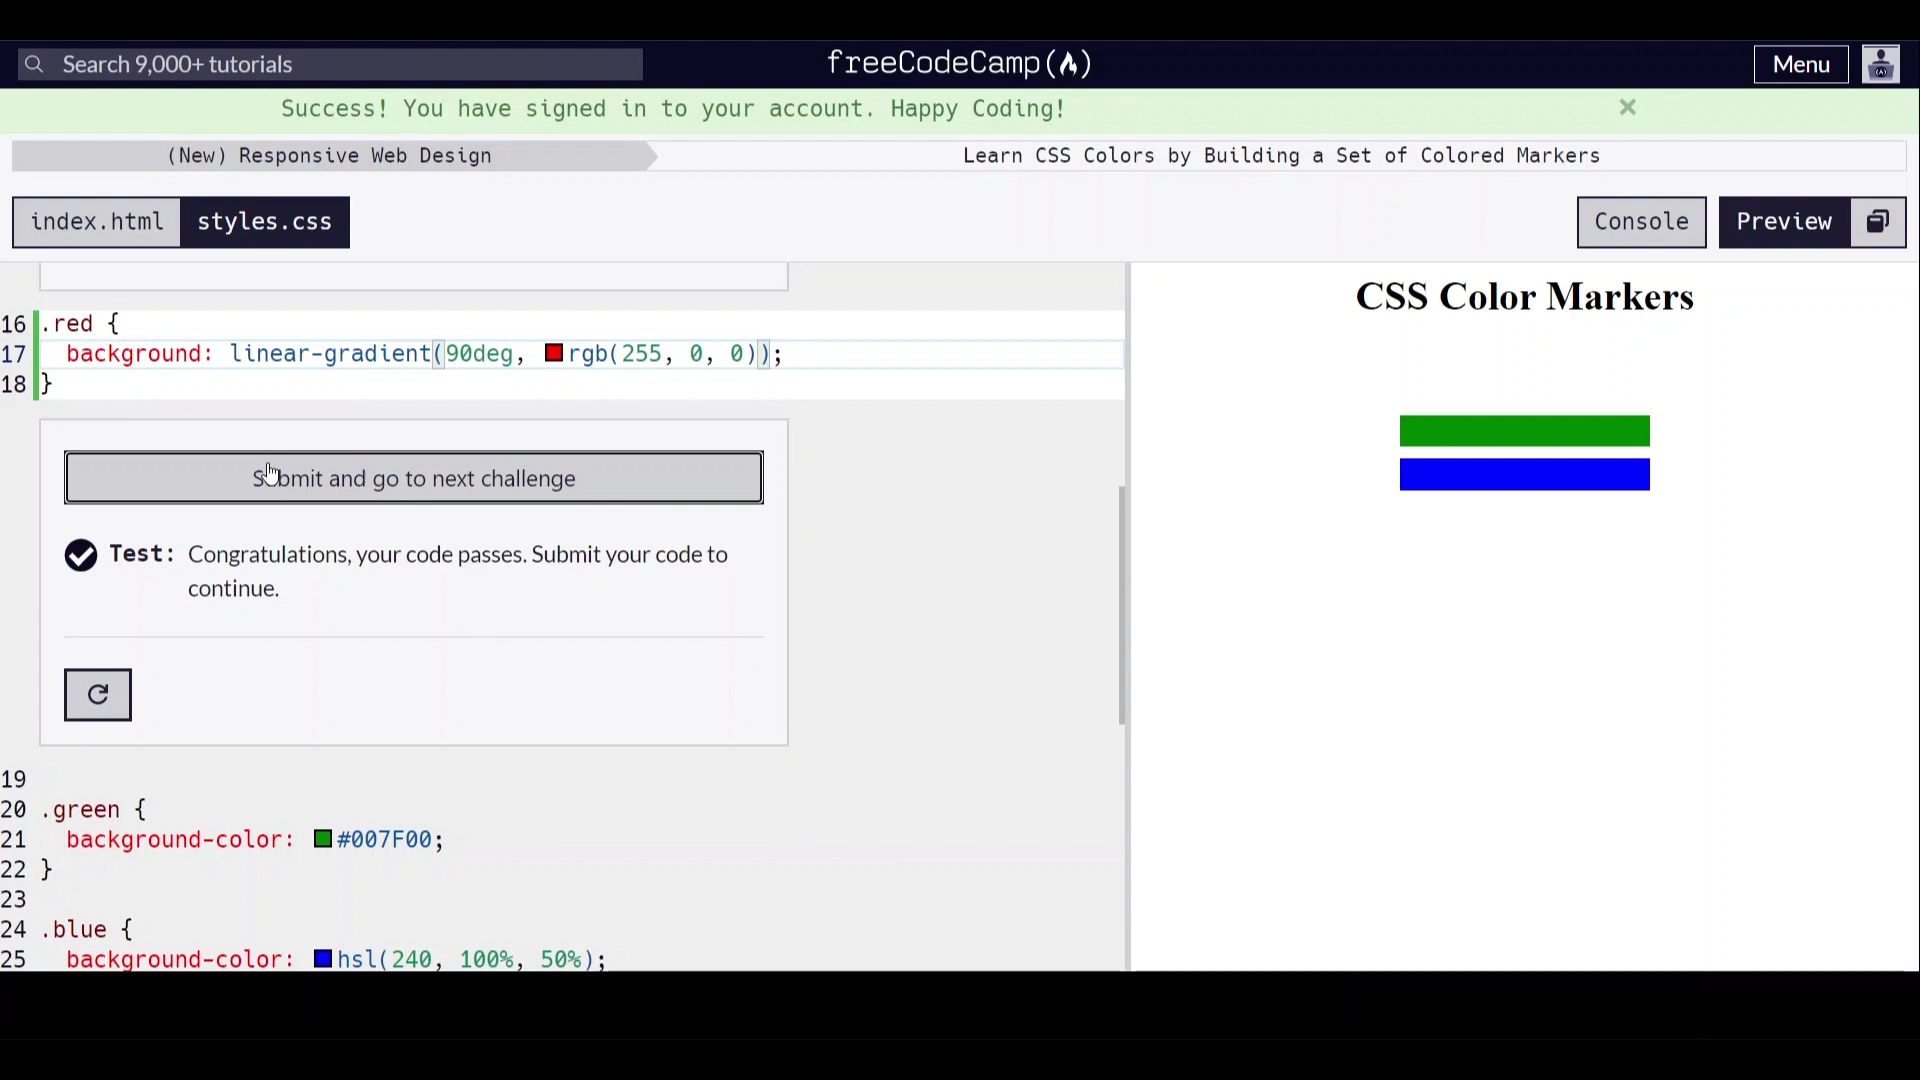 Search 9,000+ tutorials
freeCodeCamp
Menu
Success! You have signed in to your account. Happy Coding!
(New) Responsive Web Design
Learn CSS Colors by Building a Set of Colored Markers
index.html
styles.css
Console
Preview
16 .red {
17 background: linear-gradient(90deg, rgb(255, 0, 0));
18 }
Submit and go to next challenge
Test: Congratulations, your code passes. Submit your code to
continue.
19
20 .green {
21 background-color: #007F00;
22 }
23
24 .blue {
25 background-color: hsl(240, 100%, 50%);
CSS Color Markers